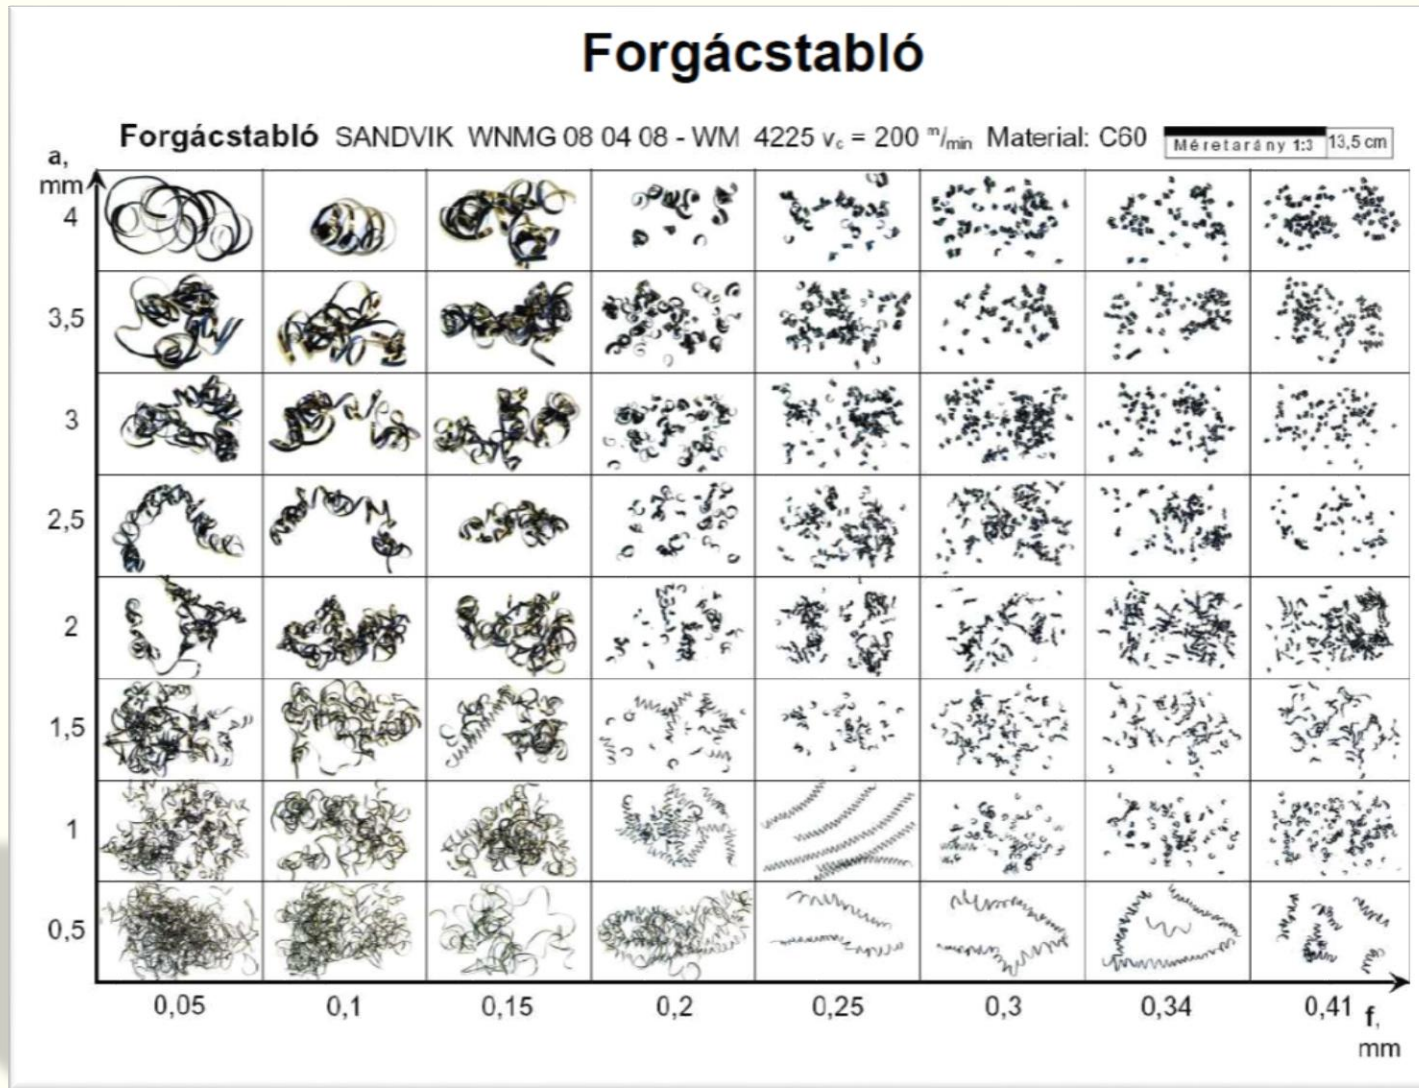 Forgácstabló
Forgácstabló SANDVIK WNMG 08 04 08 - WM 4225 vc = 200 m/min Material: C60
Méretarány 1:3 13,5 cm
a,
mm
4
3,5
3
2,5
2
1,5
1
0,5
0,05 0,1 0,15 0,2 0,25 0,3 0,34 0,41 f,
mm